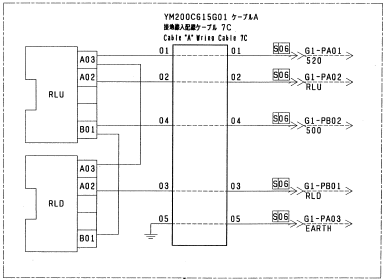 YM200C615G01 ケーブルA
接地線入配線ケーブル 7C
Cable "A" Wring Cable 7C
01 01 S06 G1-PA01
520
A03
A02 02 02 S06 G1-PA02
RLU
RLU
B01 04 04 S06 G1-PB02
500
A03
A02 03 03 S06 G1-PB01
RLD
RLD
05 05 S06 G1-PA03
EARTH
B01